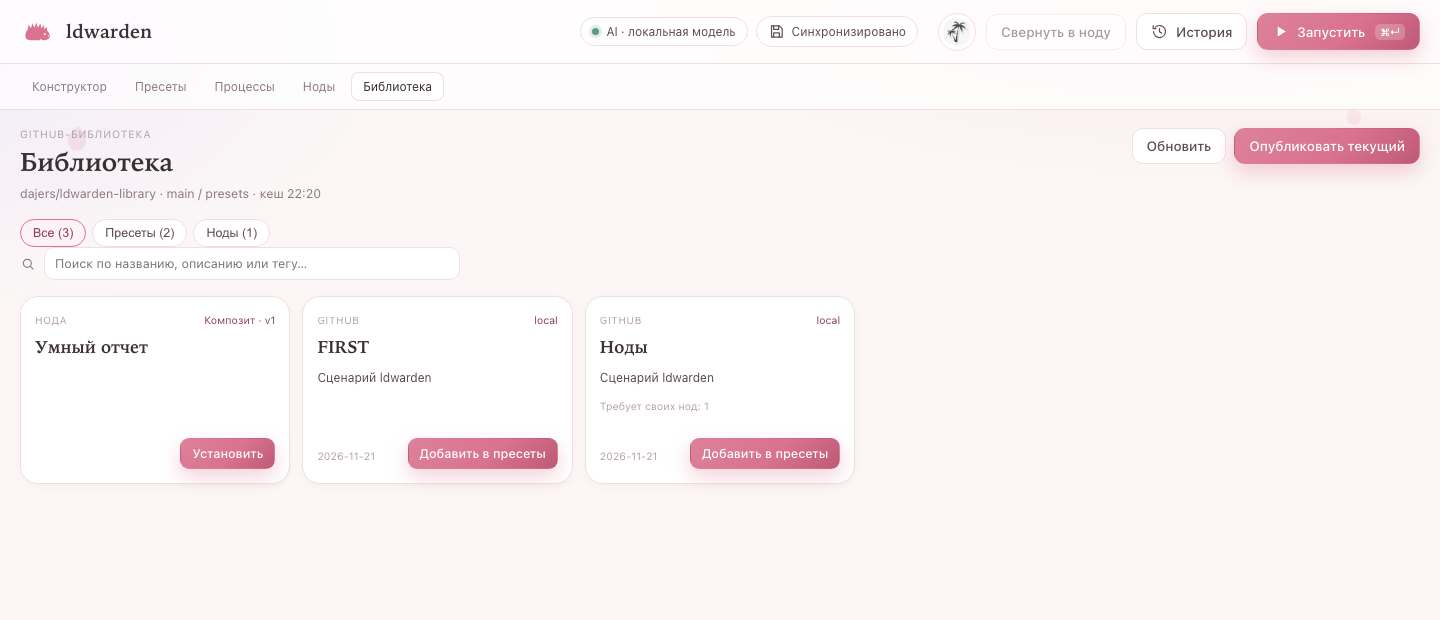 ldwarden
AI · локальная модель
Синхронизировано
Свернуть в ноду
История
Запустить ⌘↵
Конструктор
Пресеты
Процессы
Ноды
Библиотека
GITHUB-БИБЛИОТЕКА
Библиотека
dajers/ldwarden-library · main / presets · кеш 22:20
Обновить
Опубликовать текущий
Все (3)
Пресеты (2)
Ноды (1)
Поиск по названию, описанию или тегу...
НОДА
Композит · v1
Умный отчет
Установить
GITHUB
local
FIRST
Сценарий ldwarden
2026-11-21
Добавить в пресеты
GITHUB
local
Ноды
Сценарий ldwarden
Требует своих нод: 1
2026-11-21
Добавить в пресеты